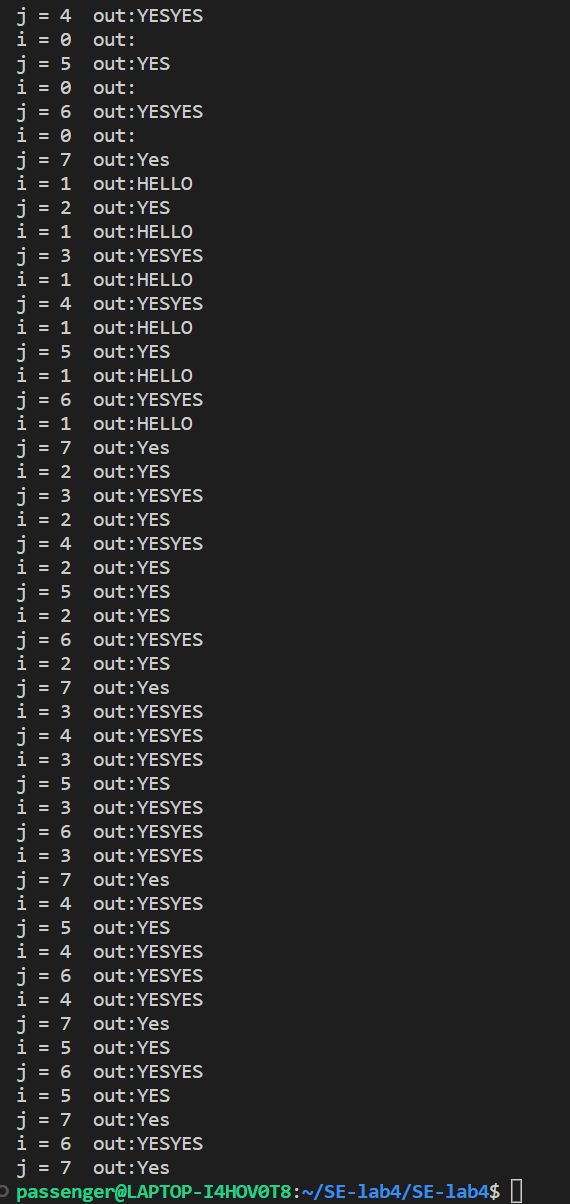 j = 4  out:YESYES
i = 0  out:
j = 5  out:YES
i = 0  out:
j = 6  out:YESYES
i = 0  out:
j = 7  out:Yes
i = 1  out:HELLO
j = 2  out:YES
i = 1  out:HELLO
j = 3  out:YESYES
i = 1  out:HELLO
j = 4  out:YESYES
i = 1  out:HELLO
j = 5  out:YES
i = 1  out:HELLO
j = 6  out:YESYES
i = 1  out:HELLO
j = 7  out:Yes
i = 2  out:YES
j = 3  out:YESYES
i = 2  out:YES
j = 4  out:YESYES
i = 2  out:YES
j = 5  out:YES
i = 2  out:YES
j = 6  out:YESYES
i = 2  out:YES
j = 7  out:Yes
i = 3  out:YESYES
j = 4  out:YESYES
i = 3  out:YESYES
j = 5  out:YES
i = 3  out:YESYES
j = 6  out:YESYES
i = 3  out:YESYES
j = 7  out:Yes
i = 4  out:YESYES
j = 5  out:YES
i = 4  out:YESYES
j = 6  out:YESYES
i = 4  out:YESYES
j = 7  out:Yes
i = 5  out:YES
j = 6  out:YESYES
i = 5  out:YES
j = 7  out:Yes
i = 6  out:YESYES
j = 7  out:Yes
passenger@LAPTOP-I4HOV0T8:~/SE-lab4/SE-lab4$